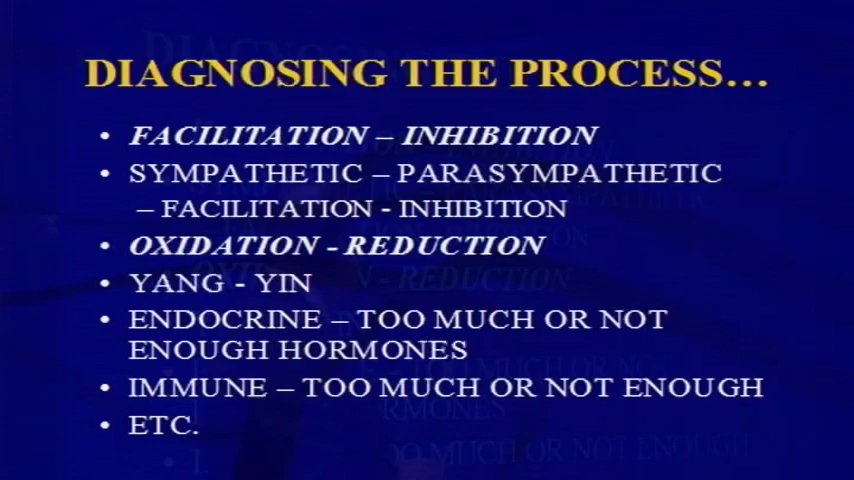 DIAGNOSING THE PROCESS…
• FACILITATION – INHIBITION
• SYMPATHETIC – PARASYMPATHETIC
– FACILITATION - INHIBITION
• OXIDATION - REDUCTION
• YANG - YIN
• ENDOCRINE – TOO MUCH OR NOT
ENOUGH HORMONES
• IMMUNE – TOO MUCH OR NOT ENOUGH
• ETC.